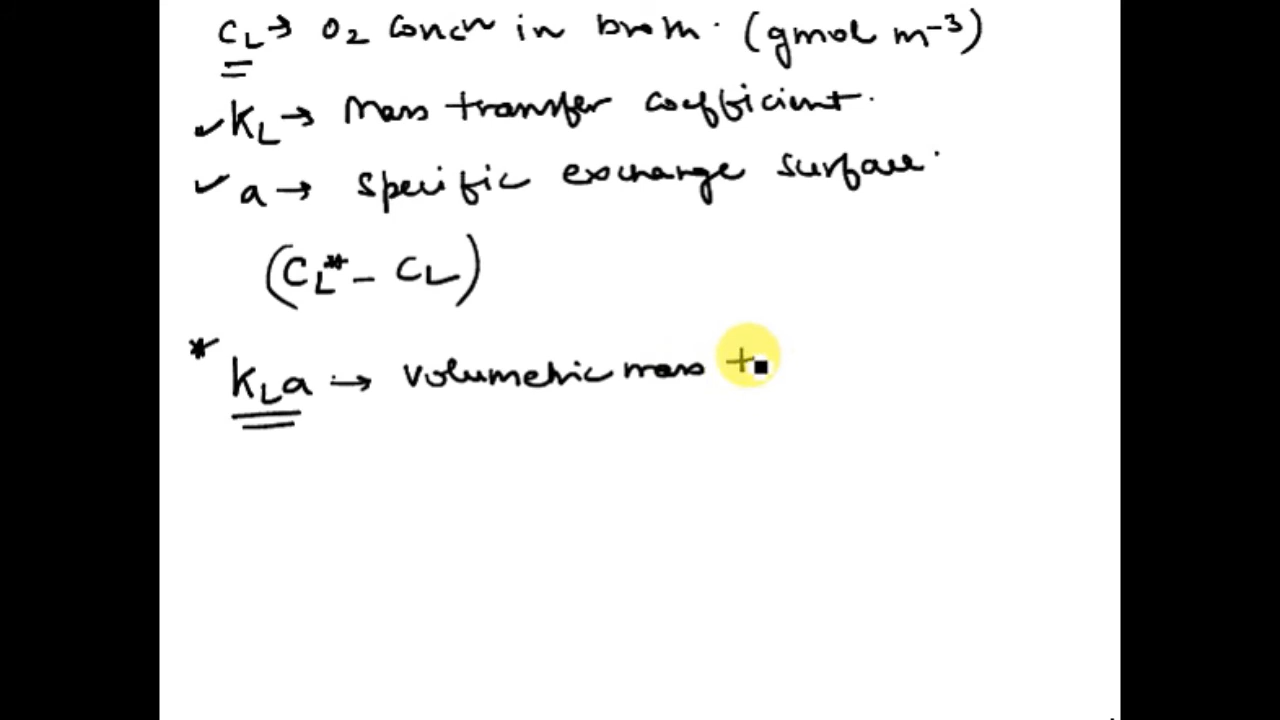 CL → O2 Concn in broth. (gmol m⁻³)
✓ KL → Mass transfer coefficient.
✓ a → specific exchange surface.
(CL* - CL)
* KLa → volumetric mass t